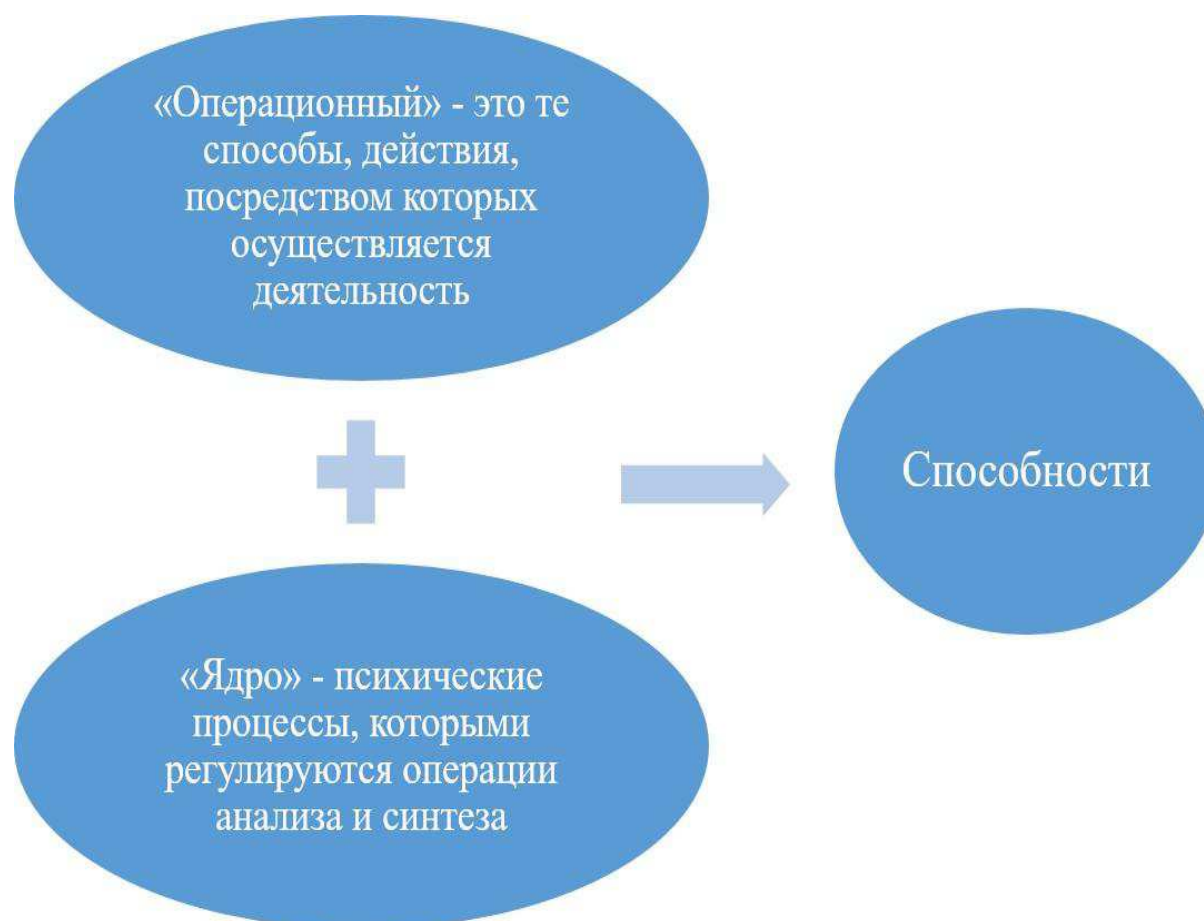 «Операционный» - это те
способы, действия,
посредством которых
осуществляется
деятельность
Способности
«Ядро» - психические
процессы, которыми
регулируются операции
анализа и синтеза